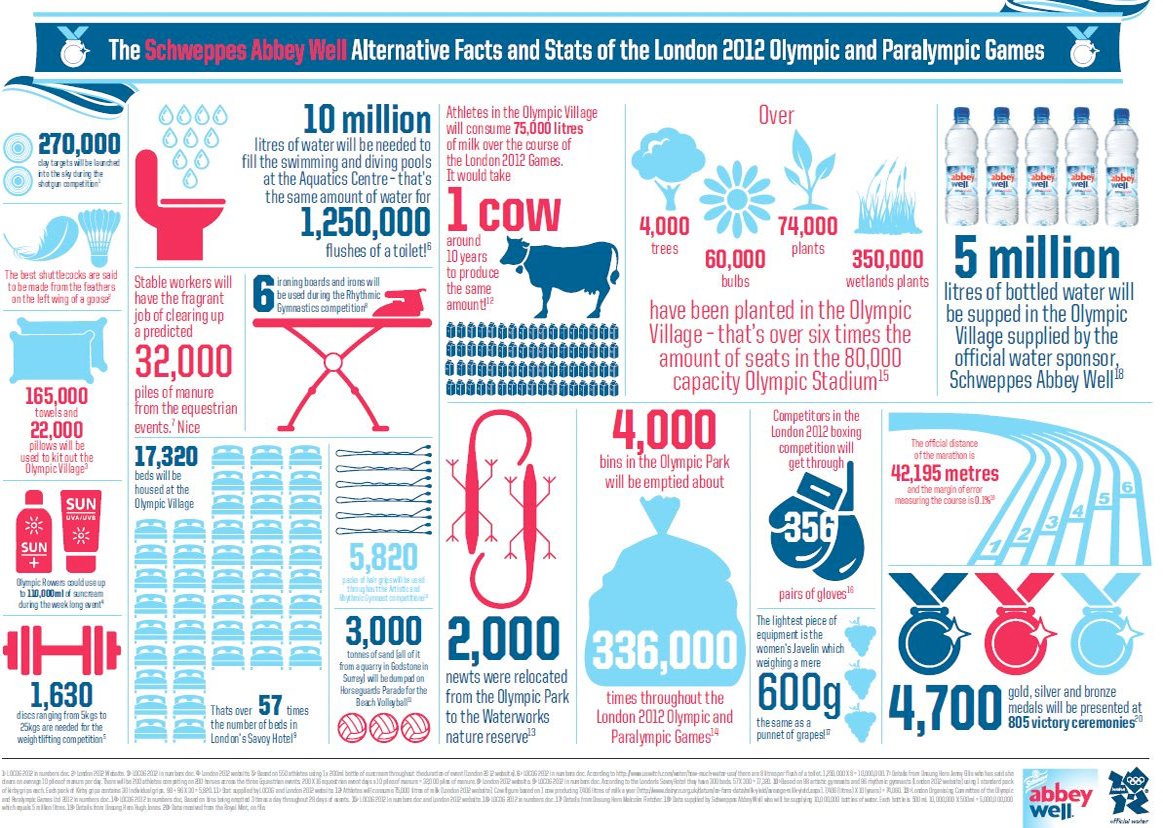 The Schweppes Abbey Well Alternative Facts and Stats of the London 2012 Olympic and Paralympic Games
270,000
clay targets will be launched
into the sky during the
shotgun competition1
The best shuttlecocks are said
to be made from the feathers
on the left wing of a goose2
165,000
towels and
22,000
pillows will be
used to kit out the
Olympic Village3
SUN
SUN
UVA/UVB
Olympic Rowers could use up
to 110,000ml of suncream
during the week long event4
1,630
discs ranging from 5kgs to
25kgs are needed for the
weightlifting competition5
10 million
litres of water will be needed to
fill the swimming and diving pools
at the Aquatics Centre - that's
the same amount of water for
1,250,000
flushes of a toilet!6
Stable workers will
have the fragrant
job of clearing up
a predicted
32,000
piles of manure
from the equestrian
events.7 Nice
6 ironing boards and irons will
be used during the Rhythmic
Gymnastics competition8
17,320
beds will be
housed at the
Olympic Village
Thats over 57 times
the number of beds in
London's Savoy Hotel9
5,820
packs of hair grips will be used
throughout the Artistic and
Rhythmic Gymnast competitions10
3,000
tonnes of sand (all of it
from a quarry in Godstone in
Surrey) will be dumped on
Horseguards Parade for the
Beach Volleyball11
Athletes in the Olympic Village
will consume 75,000 litres
of milk over the course of
the London 2012 Games.
It would take
1 cow
around
10 years
to produce
the same
amount!12
2,000
newts were relocated
from the Olympic Park
to the Waterworks
nature reserve13
Over
4,000
trees
60,000
bulbs
74,000
plants
350,000
wetlands plants
have been planted in the Olympic
Village - that's over six times the
amount of seats in the 80,000
capacity Olympic Stadium15
4,000
bins in the Olympic Park
will be emptied about
336,000
times throughout the
London 2012 Olympic and
Paralympic Games14
Competitors in the
London 2012 boxing
competition will
get through
356
pairs of gloves16
The lightest piece of
equipment is the
women's Javelin which
weighing a mere
600g
the same as a
punnet of grapes!17
abbey well
abbey well
abbey well
abbey well
abbey well
5 million
litres of bottled water will
be supped in the Olympic
Village supplied by the
official water sponsor,
Schweppes Abbey Well18
The official distance
of the marathon is
42,195 metres
and the margin of error
measuring the course is 0.1%
1 2 3 4 5 6
4,700 gold, silver and bronze
medals will be presented at
805 victory ceremonies20
abbey
well.
london
official water